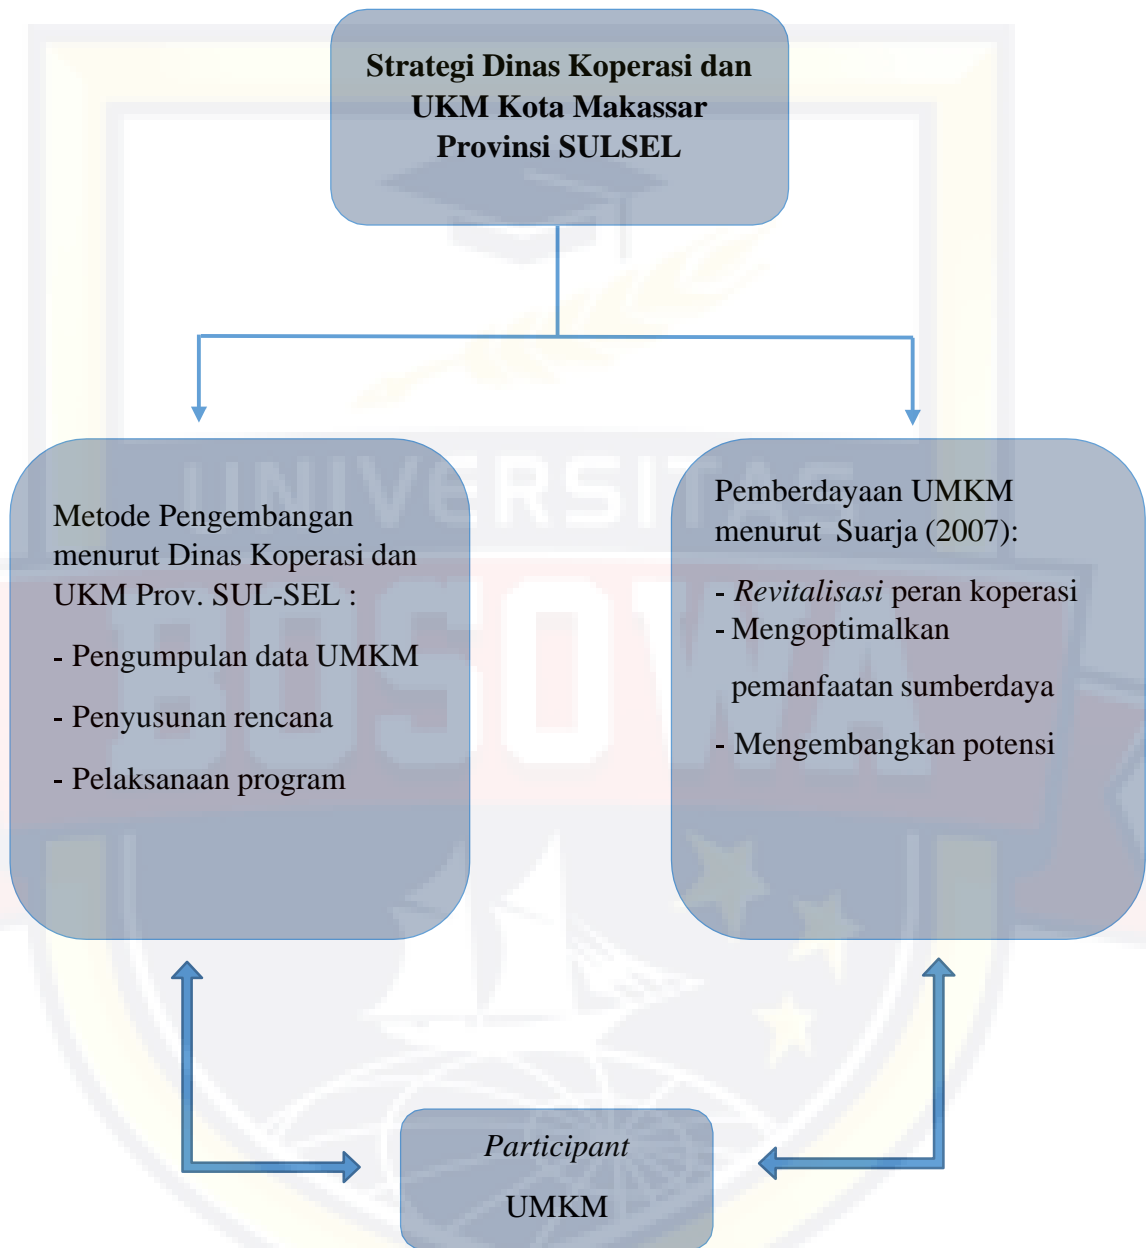 Strategi Dinas Koperasi dan
UKM Kota Makassar
Provinsi SULSEL
UNIVERSITAS
BOSOWA
Metode Pengembangan
menurut Dinas Koperasi dan
UKM Prov. SUL-SEL :
- Pengumpulan data UMKM
- Penyusunan rencana
- Pelaksanaan program
Pemberdayaan UMKM
menurut Suarja (2007):
- Revitalisasi peran koperasi
- Mengoptimalkan
pemanfaatan sumberdaya
- Mengembangkan potensi
Participant
UMKM